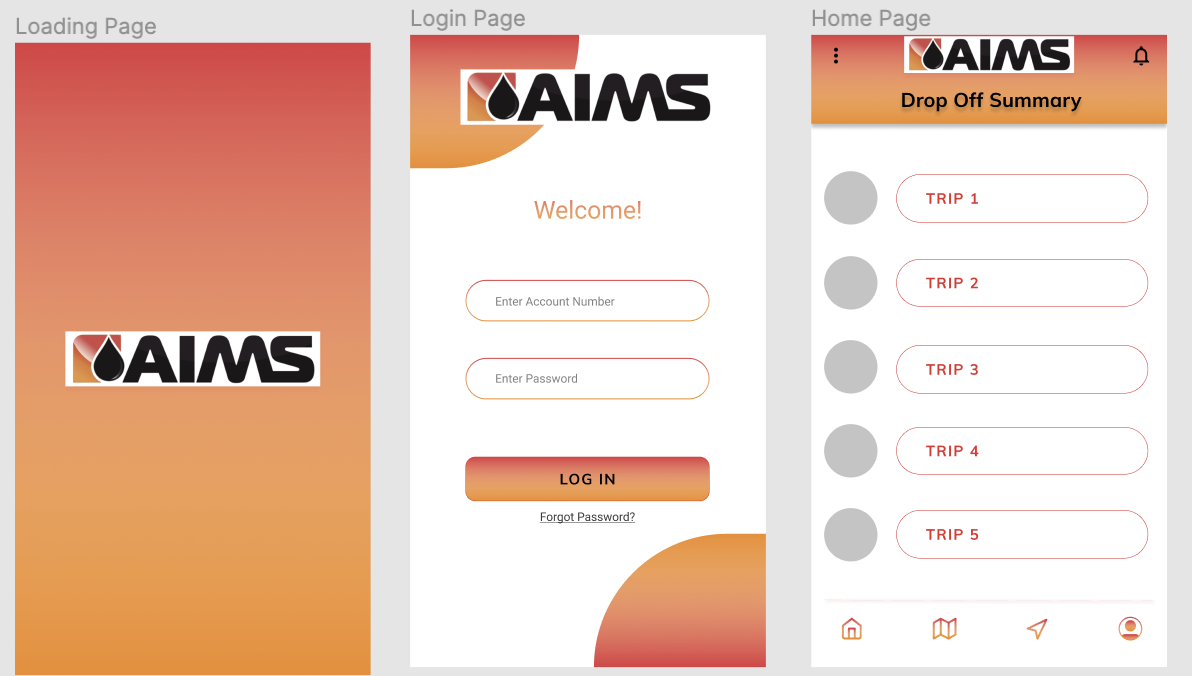 Loading Page
AIMS
Login Page
AIMS
Welcome!
Enter Account Number
Enter Password
LOG IN
Forgot Password?
Home Page
AIMS
Drop Off Summary
TRIP 1
TRIP 2
TRIP 3
TRIP 4
TRIP 5